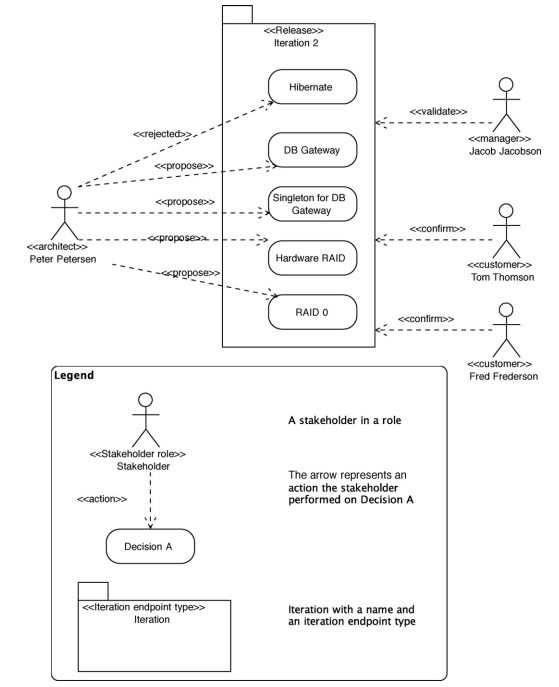 <<Release>>
Iteration 2
Hibernate
<<validate>>
<<manager>>
Jacob Jacobson
<<rejected>>
DB Gateway
<<propose>>
Singleton for DB
Gateway
<<propose>>
<<architect>>
Peter Petersen
<<propose>>
Hardware RAID
<<confirm>>
<<customer>>
Tom Thomson
<<propose>>
RAID 0
<<confirm>>
<<customer>>
Fred Frederson
Legend
<<Stakeholder role>>
Stakeholder
A stakeholder in a role
<<action>>
The arrow represents an
action the stakeholder
performed on Decision A
Decision A
<<Iteration endpoint type>>
Iteration
Iteration with a name and
an iteration endpoint type